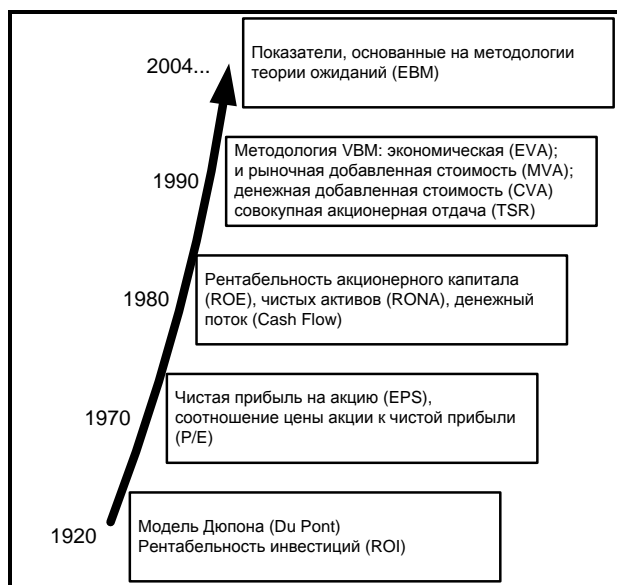 2004...
Показатели, основанные на методологии
теории ожиданий (EBM)
1990
Методология VBM: экономическая (EVA);
и рыночная добавленная стоимость (MVA);
денежная добавленная стоимость (CVA)
совокупная акционерная отдача (TSR)
1980
Рентабельность акционерного капитала
(ROE), чистых активов (RONA), денежный
поток (Cash Flow)
1970
Чистая прибыль на акцию (EPS),
соотношение цены акции к чистой прибыли
(P/E)
1920
Модель Дюпона (Du Pont)
Рентабельность инвестиций (ROI)